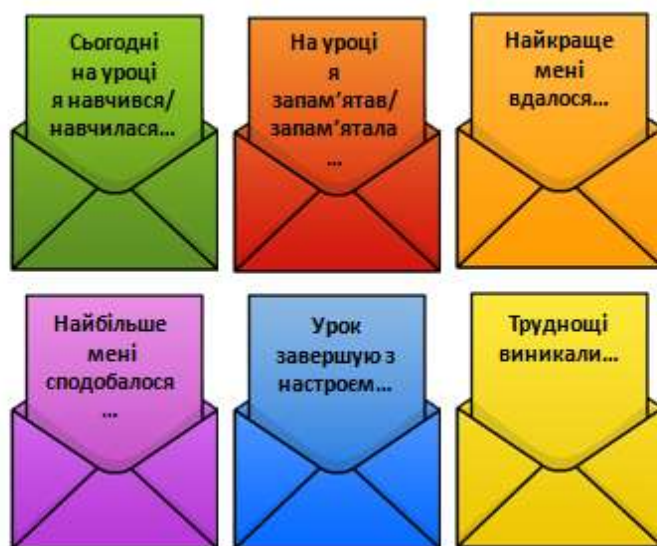 Сьогодні
на уроці
я навчився/
навчилася…
На уроці
я
запам’ятав/
запам’ятала
…
Найкраще
мені
вдалося…
Найбільше
мені
сподобалося
…
Урок
завершую з
настроєм…
Труднощі
виникали…